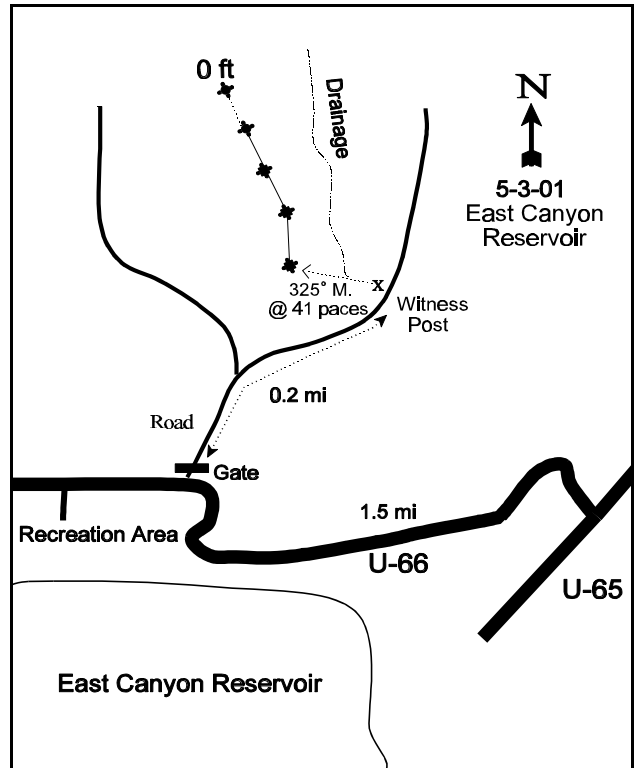 0 ft
Drainage
N
5-3-01
East Canyon
Reservoir
325° M.
@ 41 paces
x
Witness
Post
0.2 mi
Road
Gate
1.5 mi
Recreation Area
U-66
U-65
East Canyon Reservoir